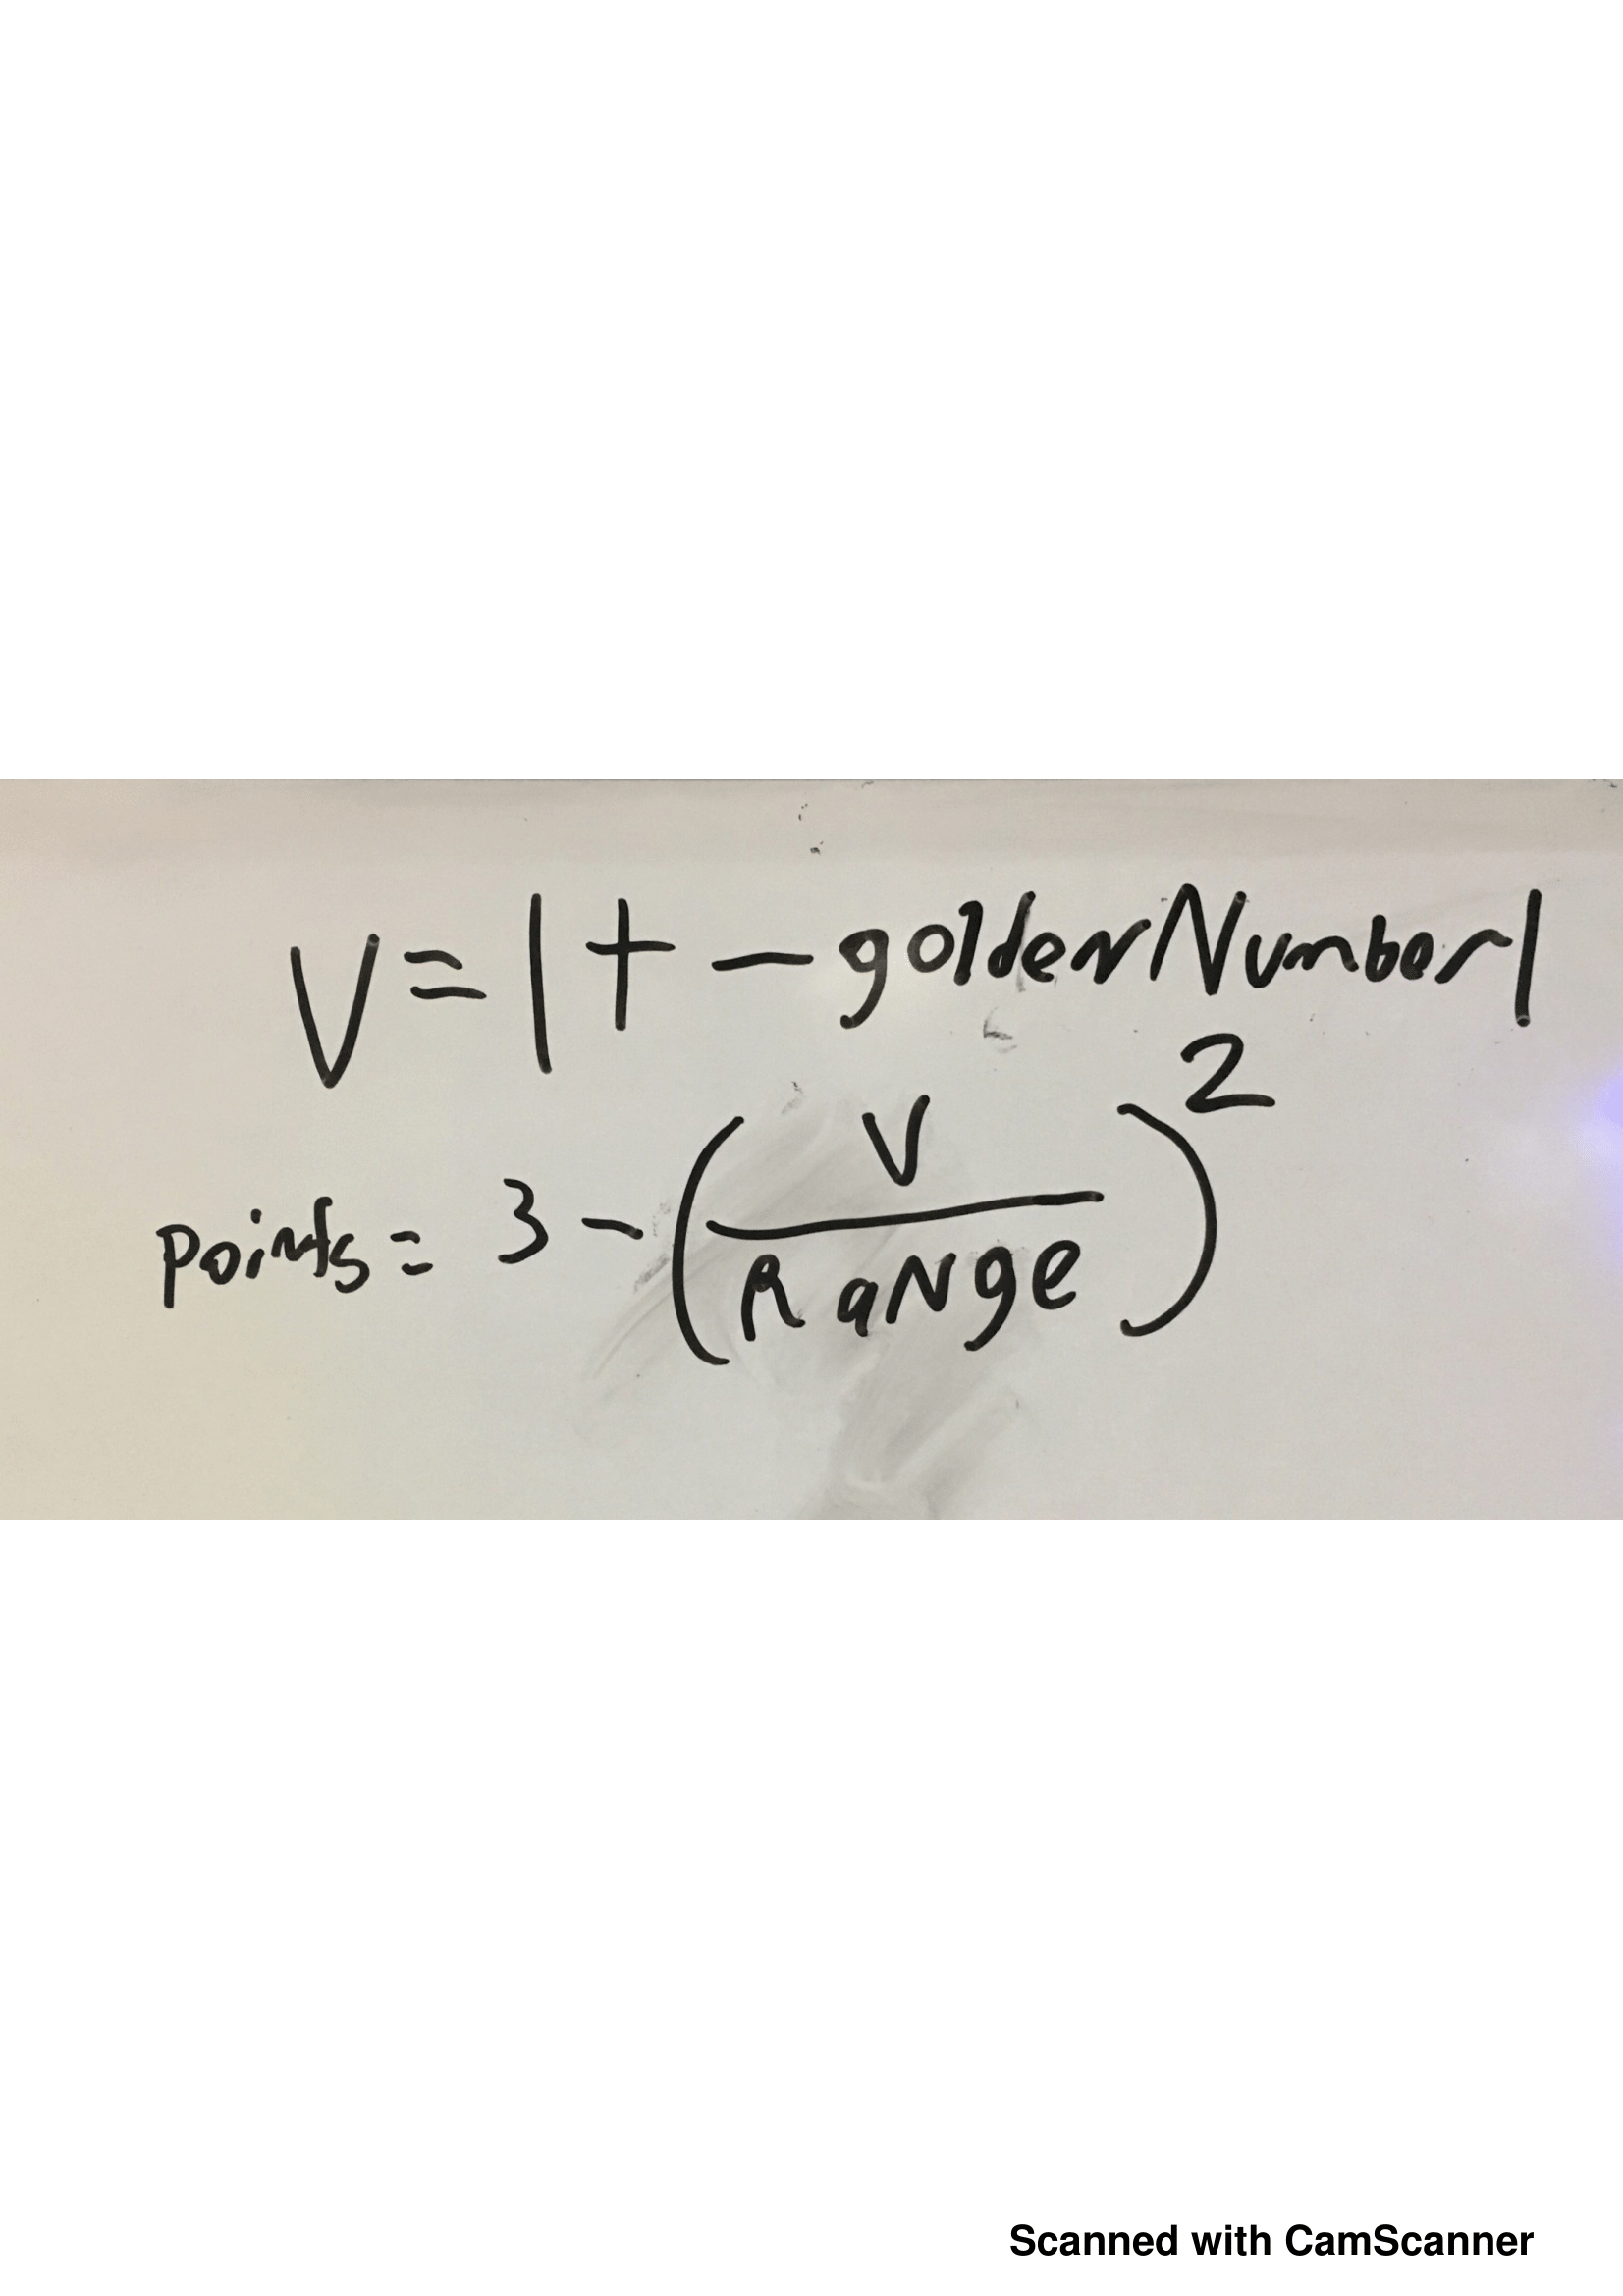 V = |t - goldenNumber|
points = 3 - (V / Range)^2
Scanned with CamScanner